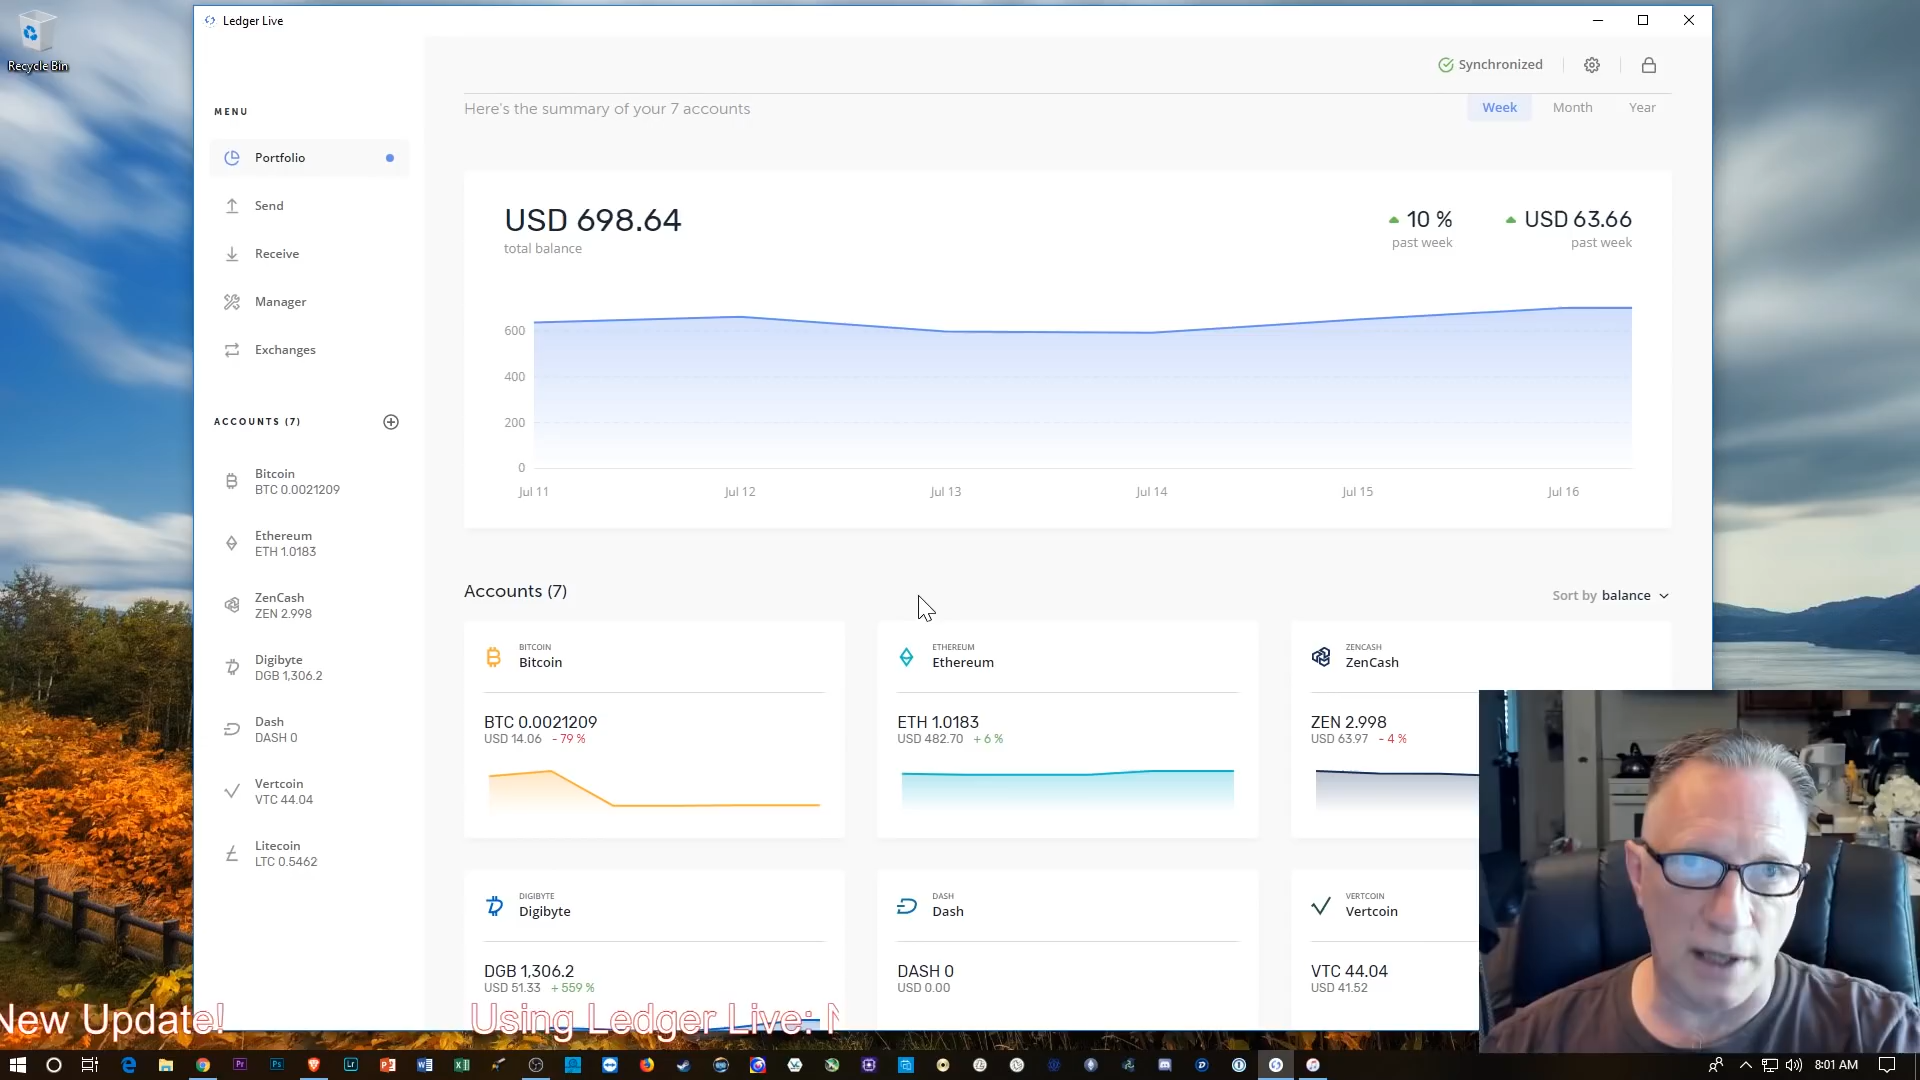 Recycle Bin
Ledger Live
Synchronized
MENU
Here's the summary of your 7 accounts
Week Month Year
Portfolio
Send
Receive
Manager
Exchanges
USD 698.64
total balance
10 %
past week
USD 63.66
past week
600
400
200
0
Jul 11 Jul 12 Jul 13 Jul 14 Jul 15 Jul 16
ACCOUNTS (7)
Bitcoin
BTC 0.0021209
Ethereum
ETH 1.0183
ZenCash
ZEN 2.998
Digibyte
DGB 1,306.2
Dash
DASH 0
Vertcoin
VTC 44.04
Litecoin
LTC 0.5462
Accounts (7)
Sort by balance
BITCOIN
Bitcoin
BTC 0.0021209
USD 14.06 - 79 %
ETHEREUM
Ethereum
ETH 1.0183
USD 482.70 + 6 %
ZENCASH
ZenCash
ZEN 2.998
USD 63.97 - 4 %
DIGIBYTE
Digibyte
DGB 1,306.2
USD 51.33 + 559 %
DASH
Dash
DASH 0
USD 0.00
VERTCOIN
Vertcoin
VTC 44.04
USD 41.52
New Update! Using Ledger Live: N
8:01 AM